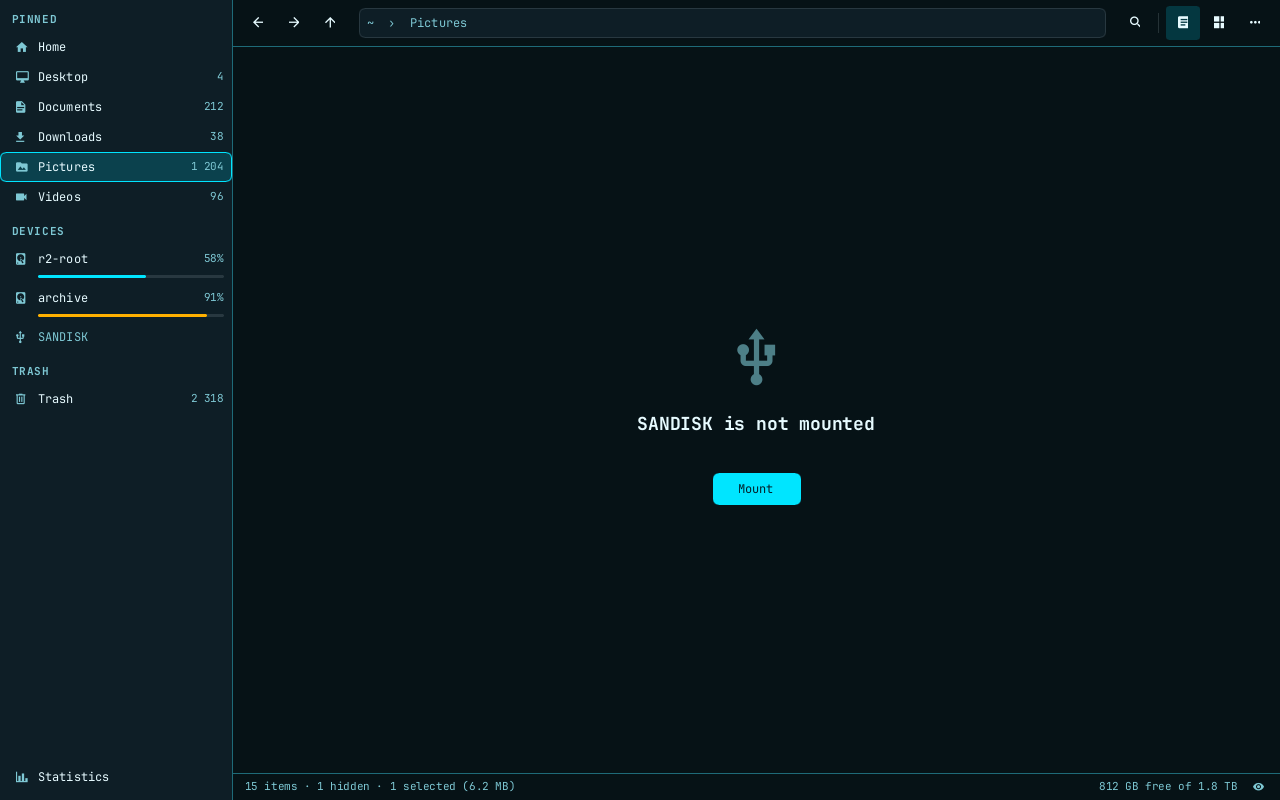 PINNED
Home
Desktop 4
Documents 212
Downloads 38
Pictures 1 204
Videos 96
DEVICES
r2-root 58%
archive 91%
SANDISK
TRASH
Trash 2 318
Statistics
~ › Pictures
SANDISK is not mounted
Mount
15 items · 1 hidden · 1 selected (6.2 MB)
812 GB free of 1.8 TB